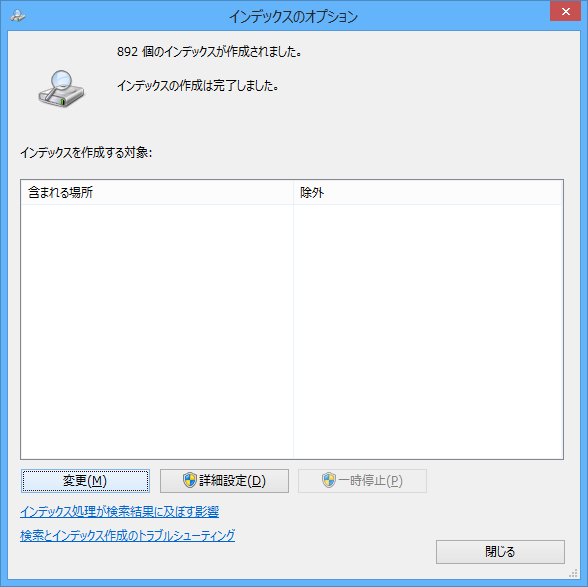 インデックスのオプション
892 個のインデックスが作成されました。
インデックスの作成は完了しました。
インデックスを作成する対象:
含まれる場所 除外
変更(M) 詳細設定(D) 一時停止(P)
インデックス処理が検索結果に及ぼす影響
検索とインデックス作成のトラブルシューティング
閉じる